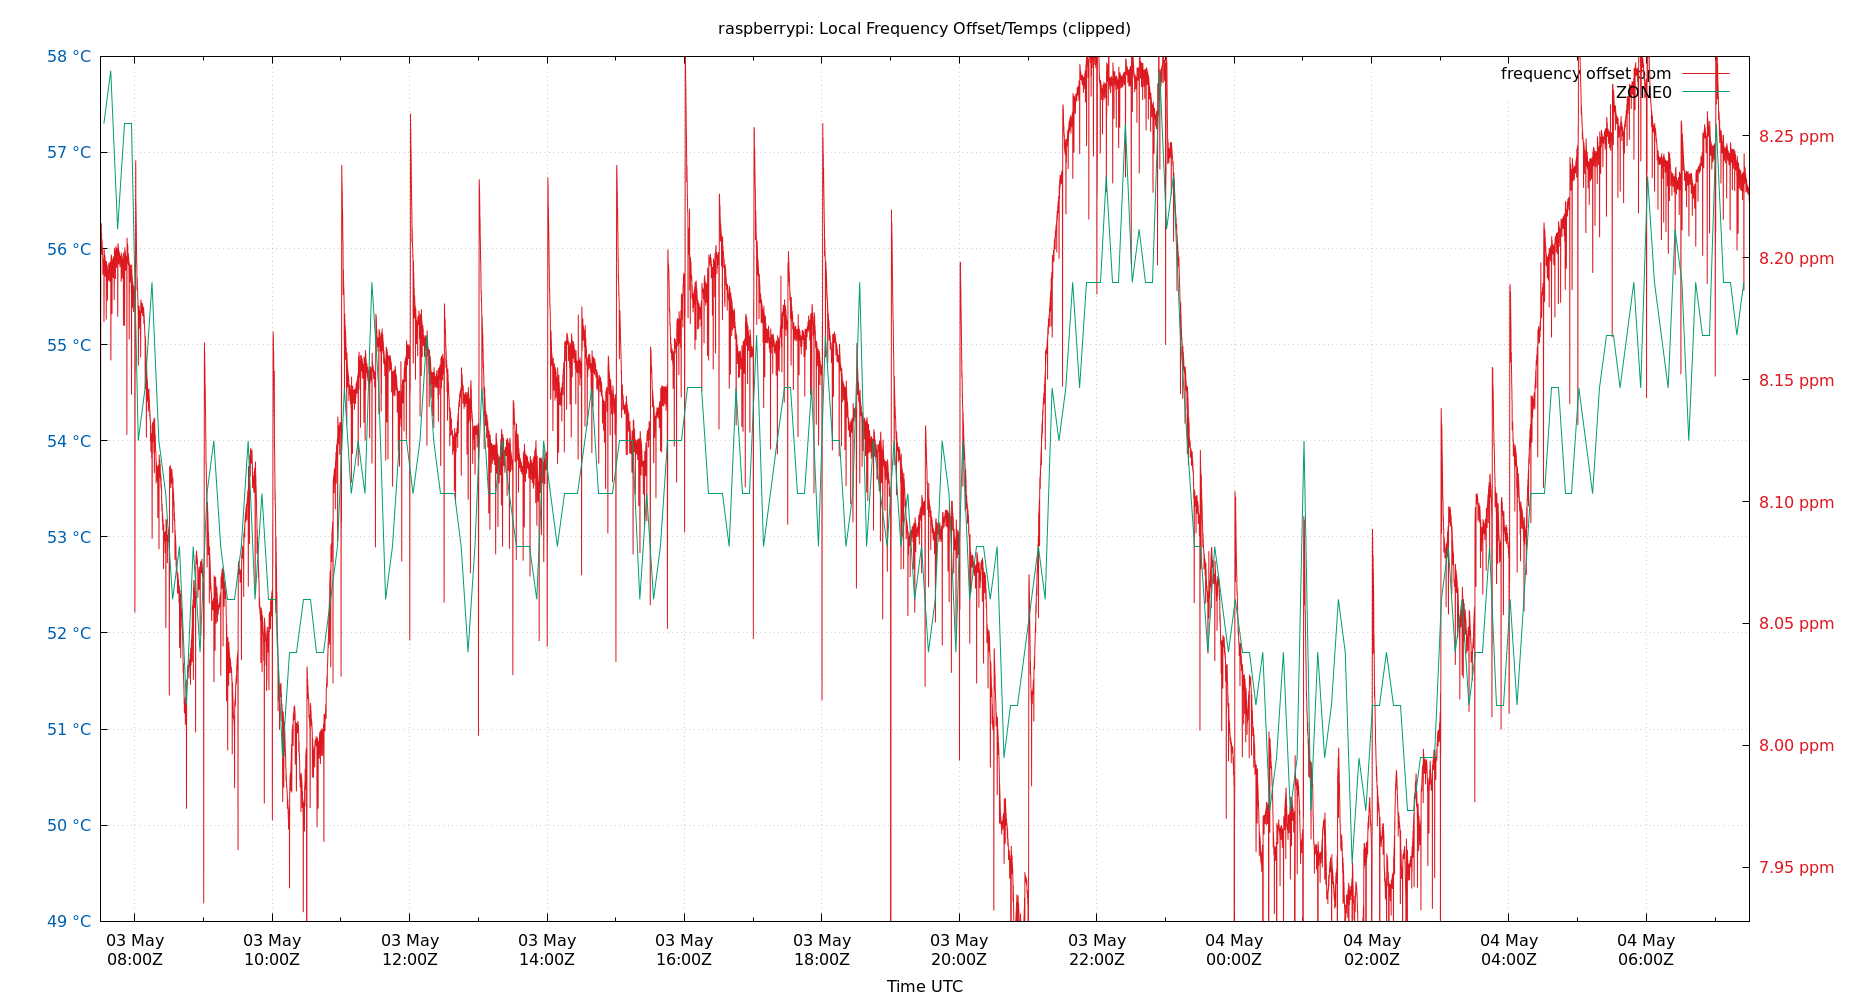 raspberrypi: Local Frequency Offset/Temps (clipped)
58 °C
57 °C
56 °C
55 °C
54 °C
53 °C
52 °C
51 °C
50 °C
49 °C
frequency offset ppm
ZONE0
8.25 ppm
8.20 ppm
8.15 ppm
8.10 ppm
8.05 ppm
8.00 ppm
7.95 ppm
03 May 03 May 03 May 03 May 03 May 03 May 03 May 03 May 04 May 04 May 04 May 04 May
08:00Z 10:00Z 12:00Z 14:00Z 16:00Z 18:00Z 20:00Z 22:00Z 00:00Z 02:00Z 04:00Z 06:00Z
Time UTC